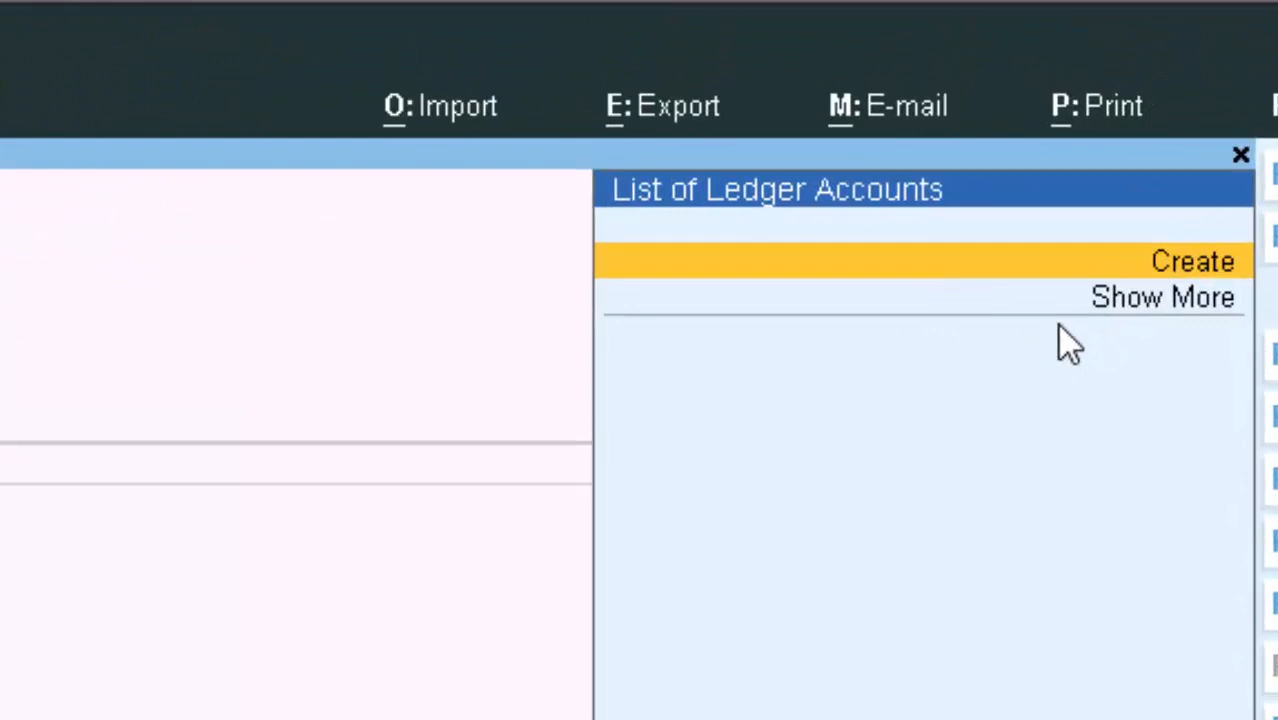 O: Import E: Export M: E-mail P: Print
List of Ledger Accounts
Create
Show More